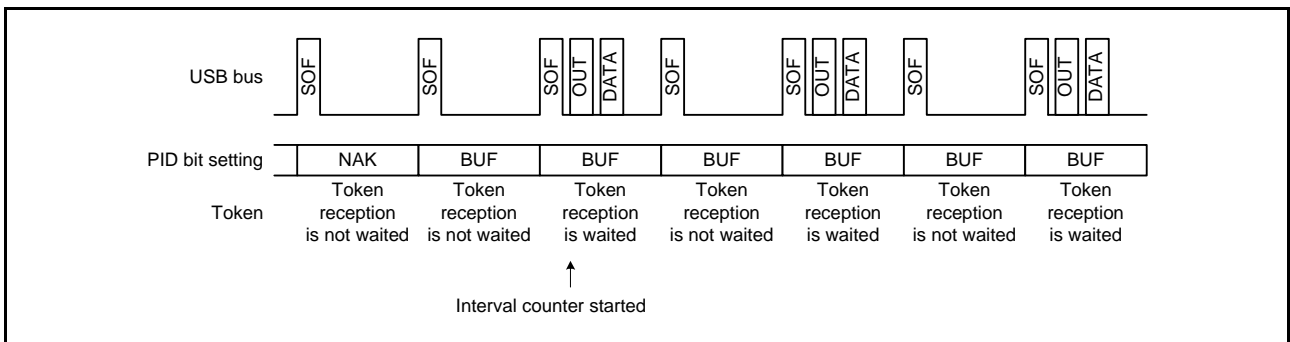 USB bus SOF SOF SOF OUT DATA SOF SOF OUT DATA SOF SOF OUT DATA
PID bit setting NAK BUF BUF BUF BUF BUF BUF
Token
Token reception is not waited
Token reception is not waited
Token reception is waited
Token reception is not waited
Token reception is waited
Token reception is not waited
Token reception is waited
Interval counter started